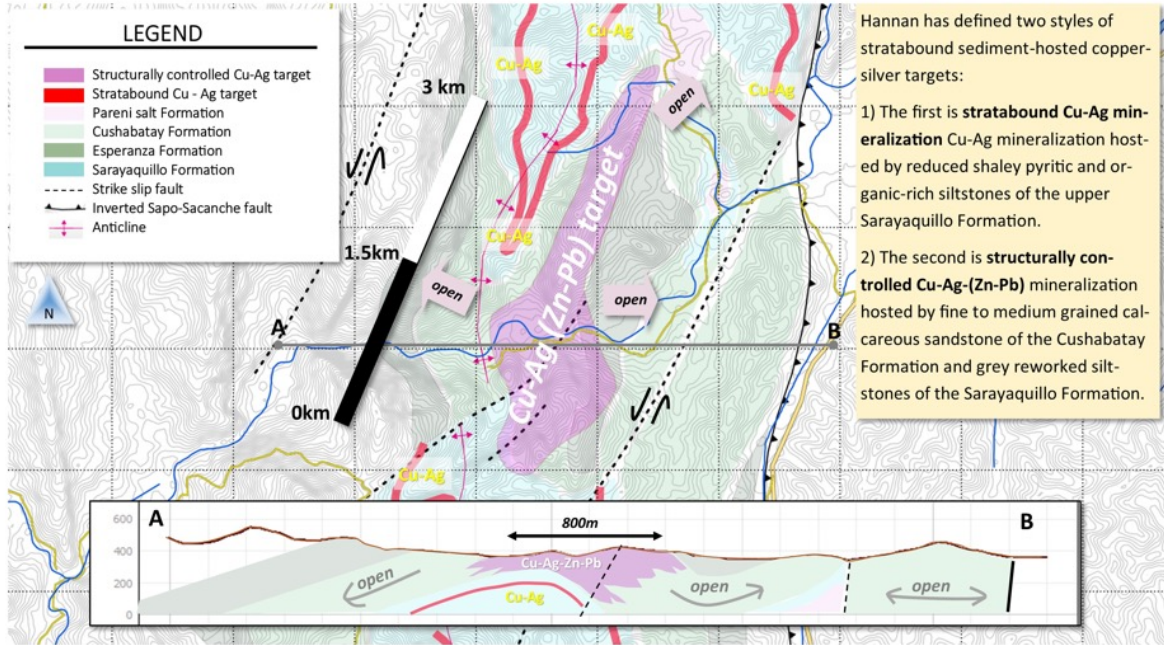 LEGEND
Structurally controlled Cu-Ag target
Stratabound Cu - Ag target
Pareni salt Formation
Cushabatay Formation
Esperanza Formation
Sarayaquillo Formation
Strike slip fault
Inverted Sapo-Sacanche fault
Anticline
N
3 km
1.5km
0km
Cu-Ag
Cu-Ag
Cu-Ag
Cu-Ag
Cu-Ag
open
open
open
Cu-Ag (Zn-Pb) target
A
B
Hannan has defined two styles of
stratabound sediment-hosted copper-
silver targets:
1) The first is stratabound Cu-Ag min-
eralization Cu-Ag mineralization host-
ed by reduced shaley pyritic and or-
ganic-rich siltstones of the upper
Sarayaquillo Formation.
2) The second is structurally con-
trolled Cu-Ag-(Zn-Pb) mineralization
hosted by fine to medium grained cal-
careous sandstone of the Cushabatay
Formation and grey reworked silt-
stones of the Sarayaquillo Formation.
A
800m
B
600
400
200
0
Cu-Ag-Zn-Pb
Cu-Ag
open
open
open